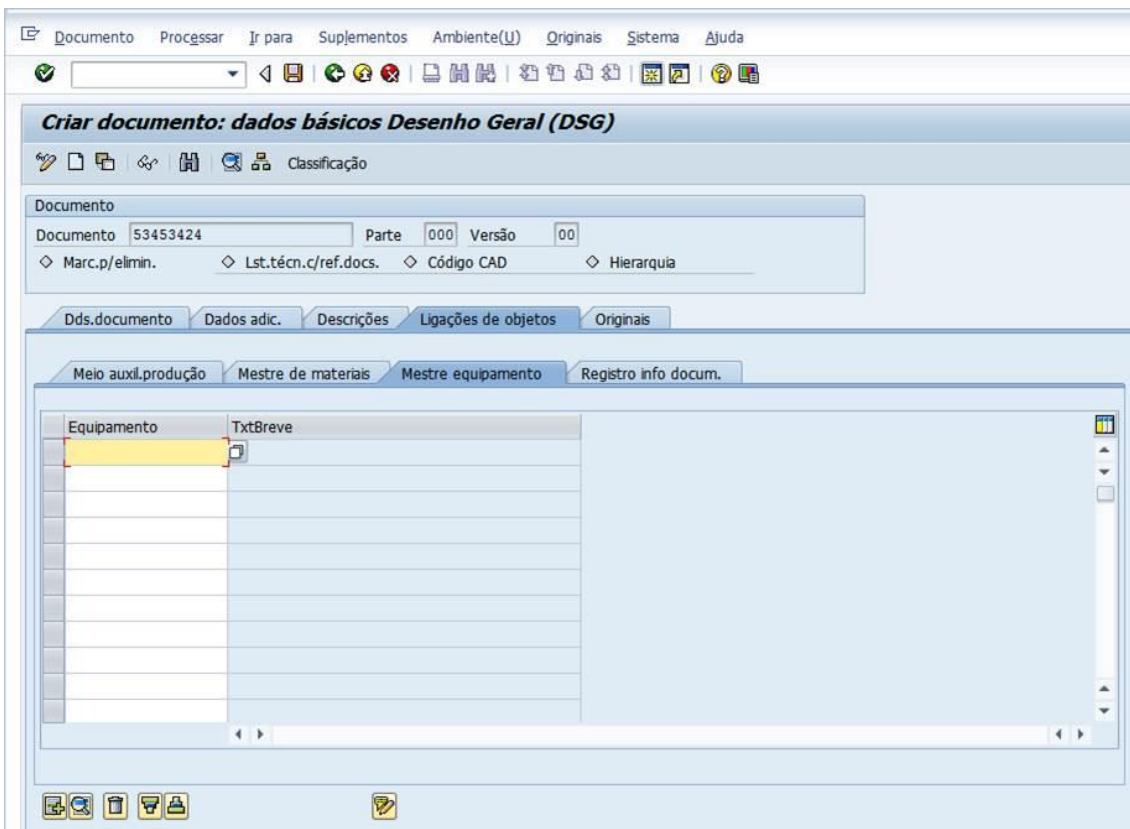 Documento Processar Ir para Suplementos Ambiente(U) Originais Sistema Ajuda
Criar documento: dados básicos Desenho Geral (DSG)
Classificação
Documento
Documento 53453424 Parte 000 Versão 00
Marc.p/elimin. Lst.técn.c/ref.docs. Código CAD Hierarquia
Dds.documento Dados adic. Descrições Ligações de objetos Originais
Meio auxil.produção Mestre de materiais Mestre equipamento Registro info docum.
Equipamento TxtBreve